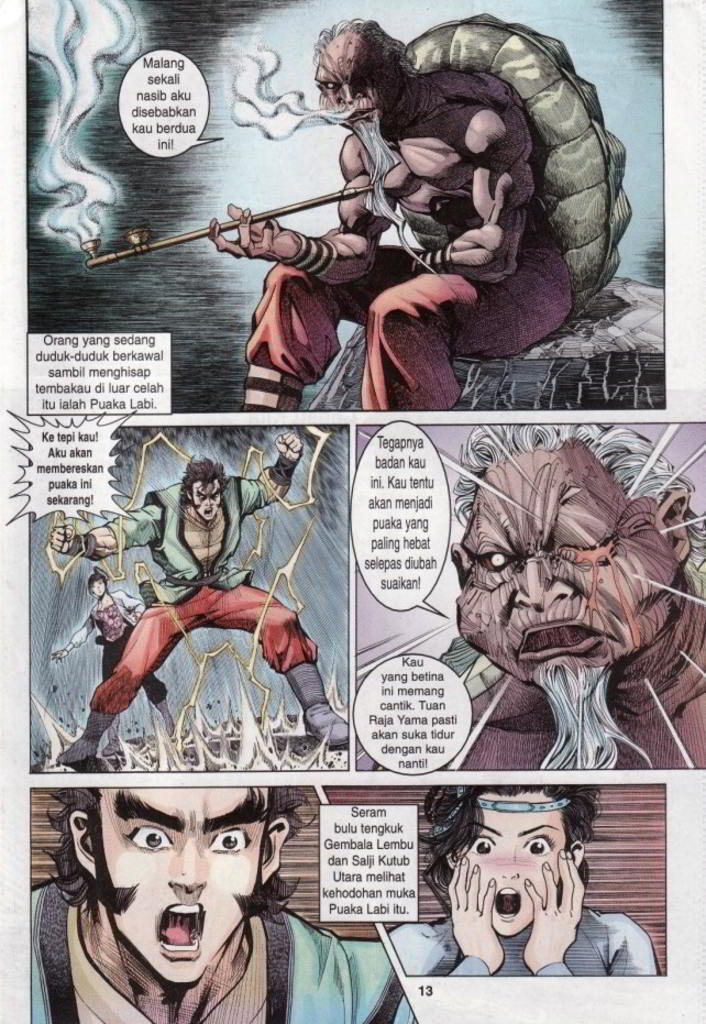 Malang
sekali
nasib aku
disebabkan
kau berdua
ini!
Orang yang sedang
duduk-duduk berkawal
sambil menghisap
tembakau di luar celah
itu ialah Puaka Labi.
Ke tepi kau!
Aku akan
membereskan
puaka ini
sekarang!
Tegapnya
badan kau
ini. Kau tentu
akan menjadi
puaka yang
paling hebat
selepas diubah
suaikan!
Kau
yang betina
ini memang
cantik. Tuan
Raja Yama pasti
akan suka tidur
dengan kau
nanti!
Seram
bulu tengkuk
Gembala Lembu
dan Salji Kutub
Utara melihat
kehodohan muka
Puaka Labi itu.
13